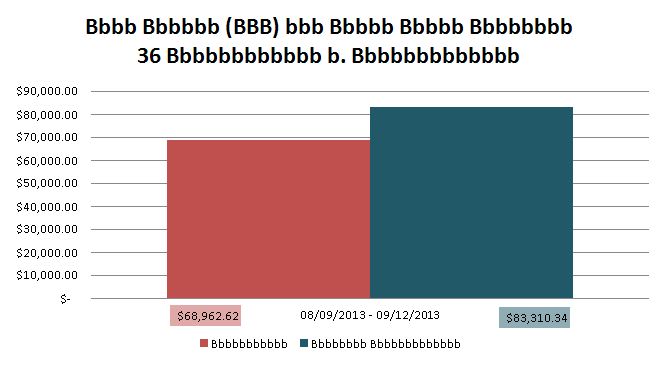 Bbbb Bbbbbb (BBB) bbb Bbbbb Bbbbb Bbbbbbbb
36 Bbbbbbbbbbbb b. Bbbbbbbbbbbbb
$90,000.00
$80,000.00
$70,000.00
$60,000.00
$50,000.00
$40,000.00
$30,000.00
$20,000.00
$10,000.00
$-
$68,962.62 08/09/2013 - 09/12/2013 $83,310.34
Bbbbbbbbbbb Bbbbbbbb Bbbbbbbbbbbbb